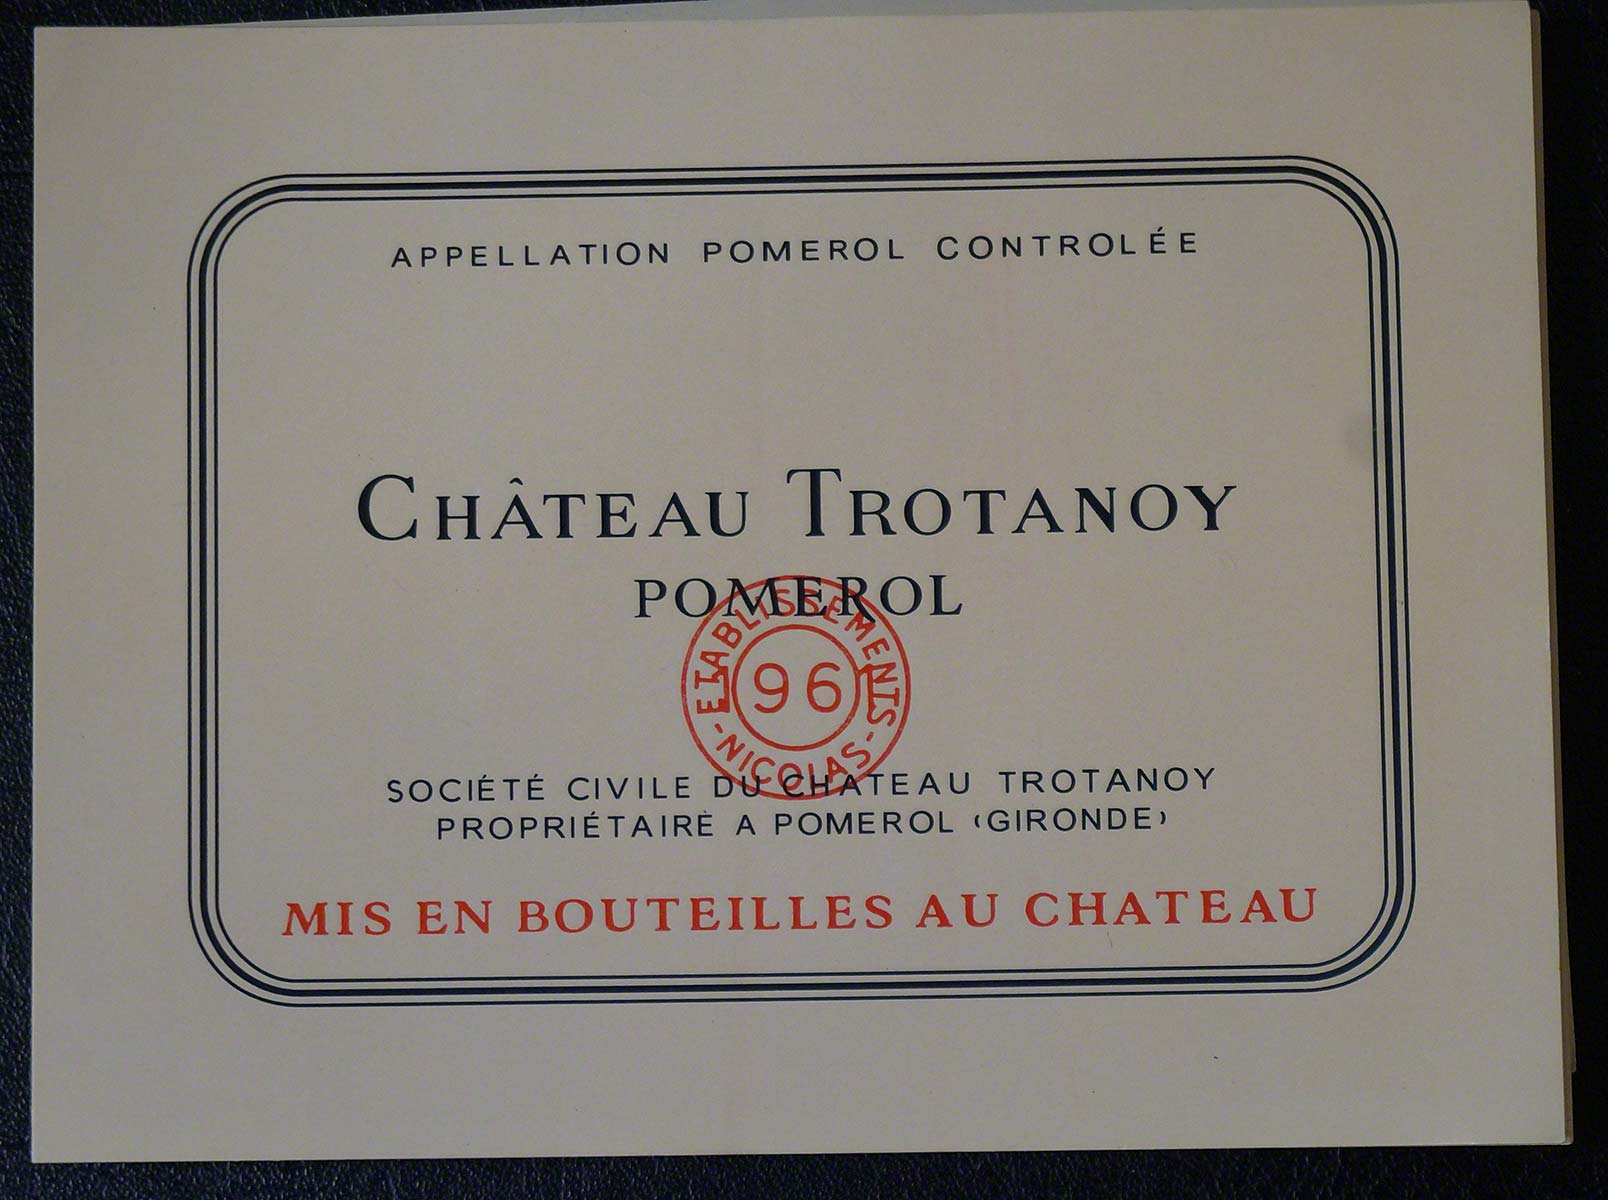 APPELLATION POMEROL CONTROLÉE
CHÂTEAU TROTANOY
POMEROL
ETABLISSEMENTS
96
-NICOLAS-
SOCIÉTÉ CIVILE DU CHATEAU TROTANOY
PROPRIÉTAIRE A POMEROL (GIRONDE)
MIS EN BOUTEILLES AU CHATEAU